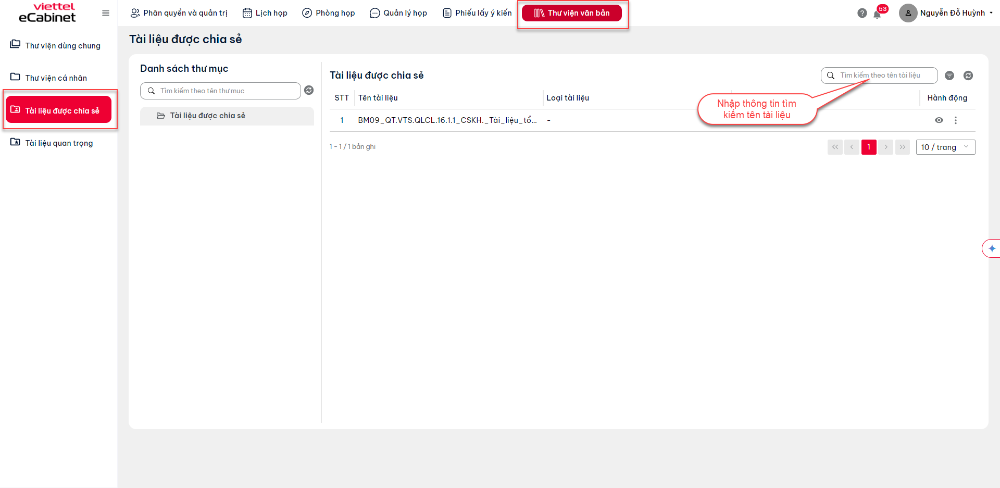 viettel
eCabinet
Phân quyền và quản trị
Lịch họp
Phòng họp
Quản lý họp
Phiếu lấy ý kiến
Thư viện văn bản
53
Nguyễn Đỗ Huỳnh
Thư viện dùng chung
Thư viện cá nhân
Tài liệu được chia sẻ
Tài liệu quan trọng
Tài liệu được chia sẻ
Danh sách thư mục
Tìm kiếm theo tên thư mục
Tài liệu được chia sẻ
Tài liệu được chia sẻ
Tìm kiếm theo tên tài liệu
STT Tên tài liệu Loại tài liệu Hành động
Nhập thông tin tìm
kiếm tên tài liệu
1 BM09_QT.VTS.QLCL.16.1.1_CSKH._Tài_liệu_tổ... -
1 - 1 / 1 bản ghi
<< < 1 > >> 10 / trang